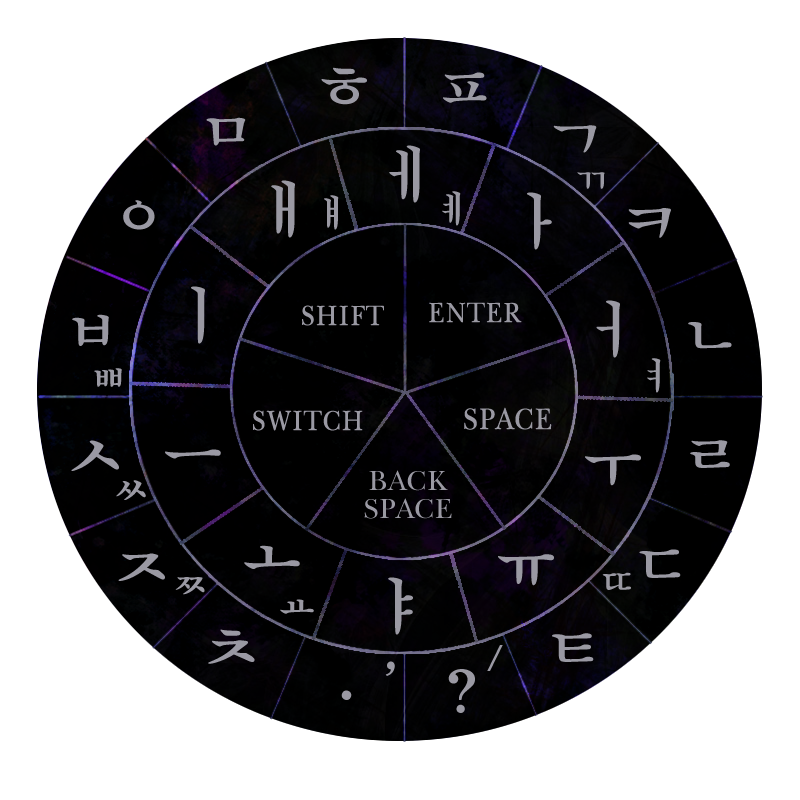 ㅍ
ㄱ ㄲ
ㅋ
ㄴ
ㄹ
ㄷ ㄸ
ㅌ
? /
. ’
ㅊ
ㅈ ㅉ
ㅅ ㅆ
ㅂ ㅃ
ㅇ
ㅁ
ㅎ
ㅔ ㅖ
ㅏ
ㅓ ㅕ
ㅜ
ㅠ
ㅑ
ㅗ ㅛ
ㅡ
ㅣ
ㅐ ㅒ
ENTER
SPACE
BACK
SPACE
SWITCH
SHIFT